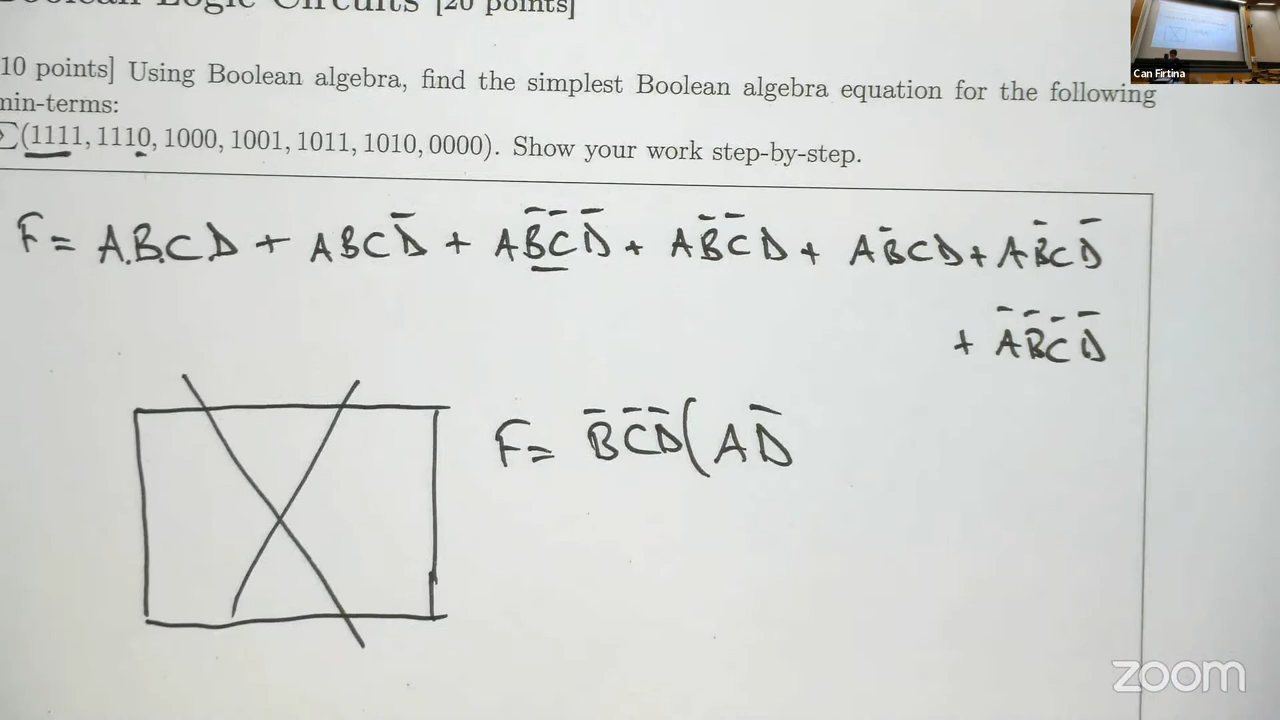 Boolean Logic Circuits [20 points]
Can Firtina
10 points] Using Boolean algebra, find the simplest Boolean algebra equation for the following
min-terms:
∑(1111, 1110, 1000, 1001, 1011, 1010, 0000). Show your work step-by-step.
F = A.B.C.D + ABCD̅ + AB̅C̅D̅ + AB̅C̅D + AB̅CD + AB̅CD̅
+ A̅B̅C̅D̅
F = B̅C̅D̅(AD̅
zoom